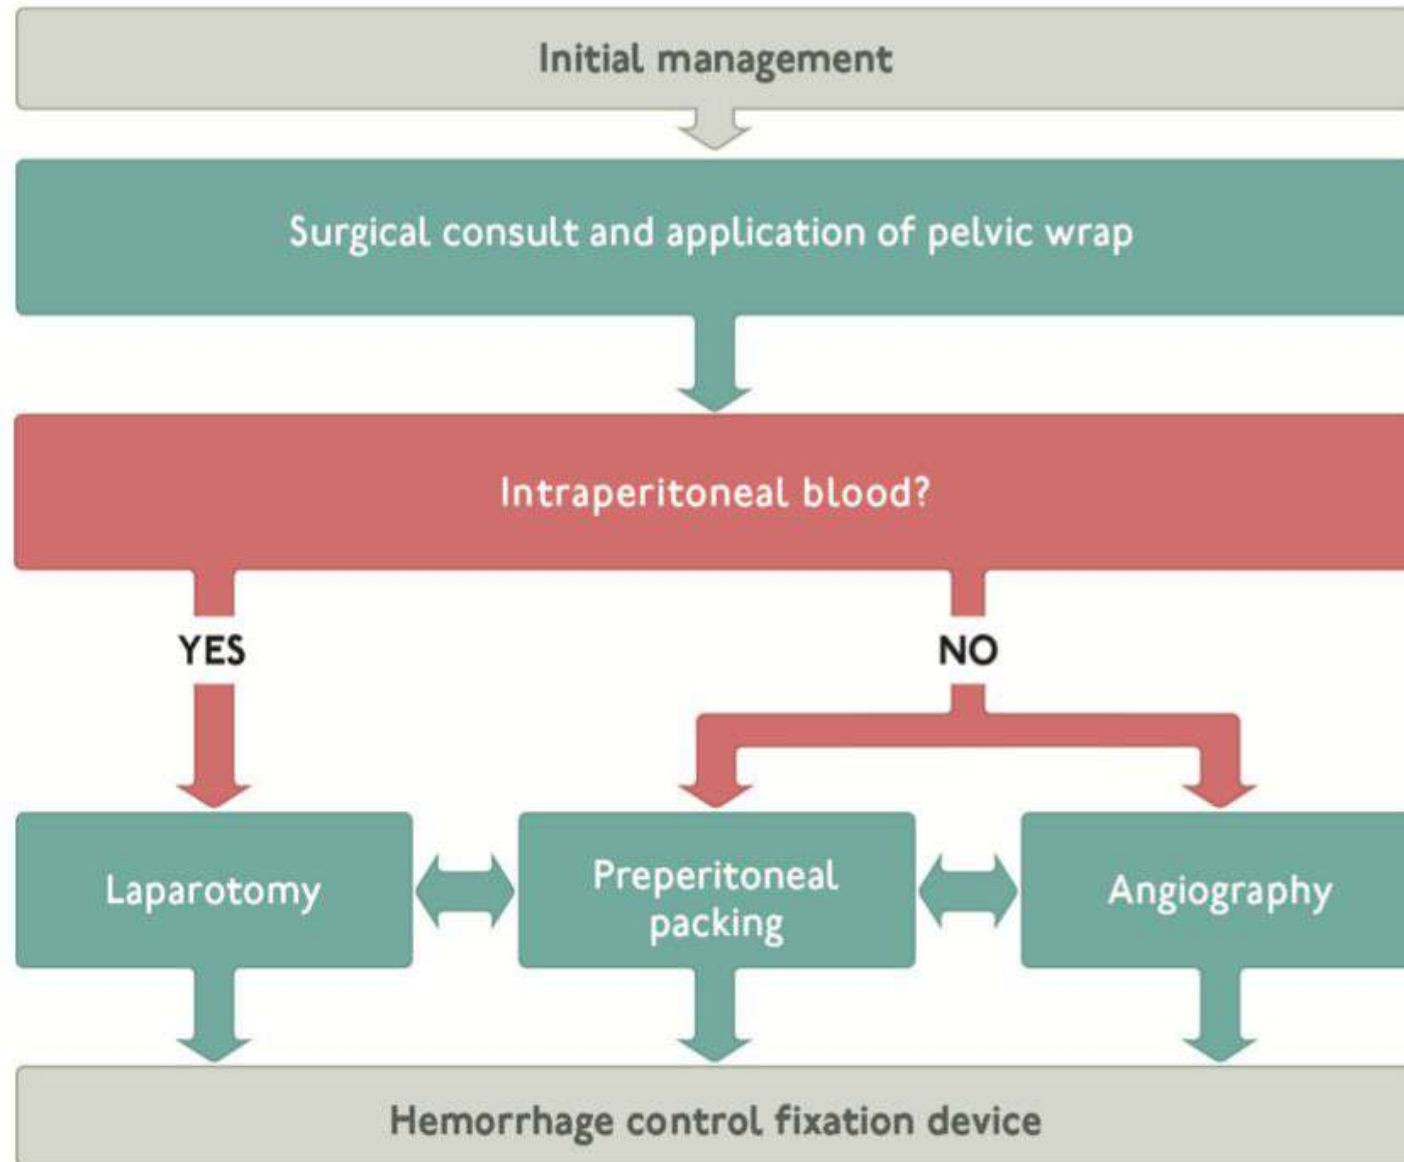 Initial management
Surgical consult and application of pelvic wrap
Intraperitoneal blood?
YES
NO
Laparotomy
Preperitoneal
packing
Angiography
Hemorrhage control fixation device